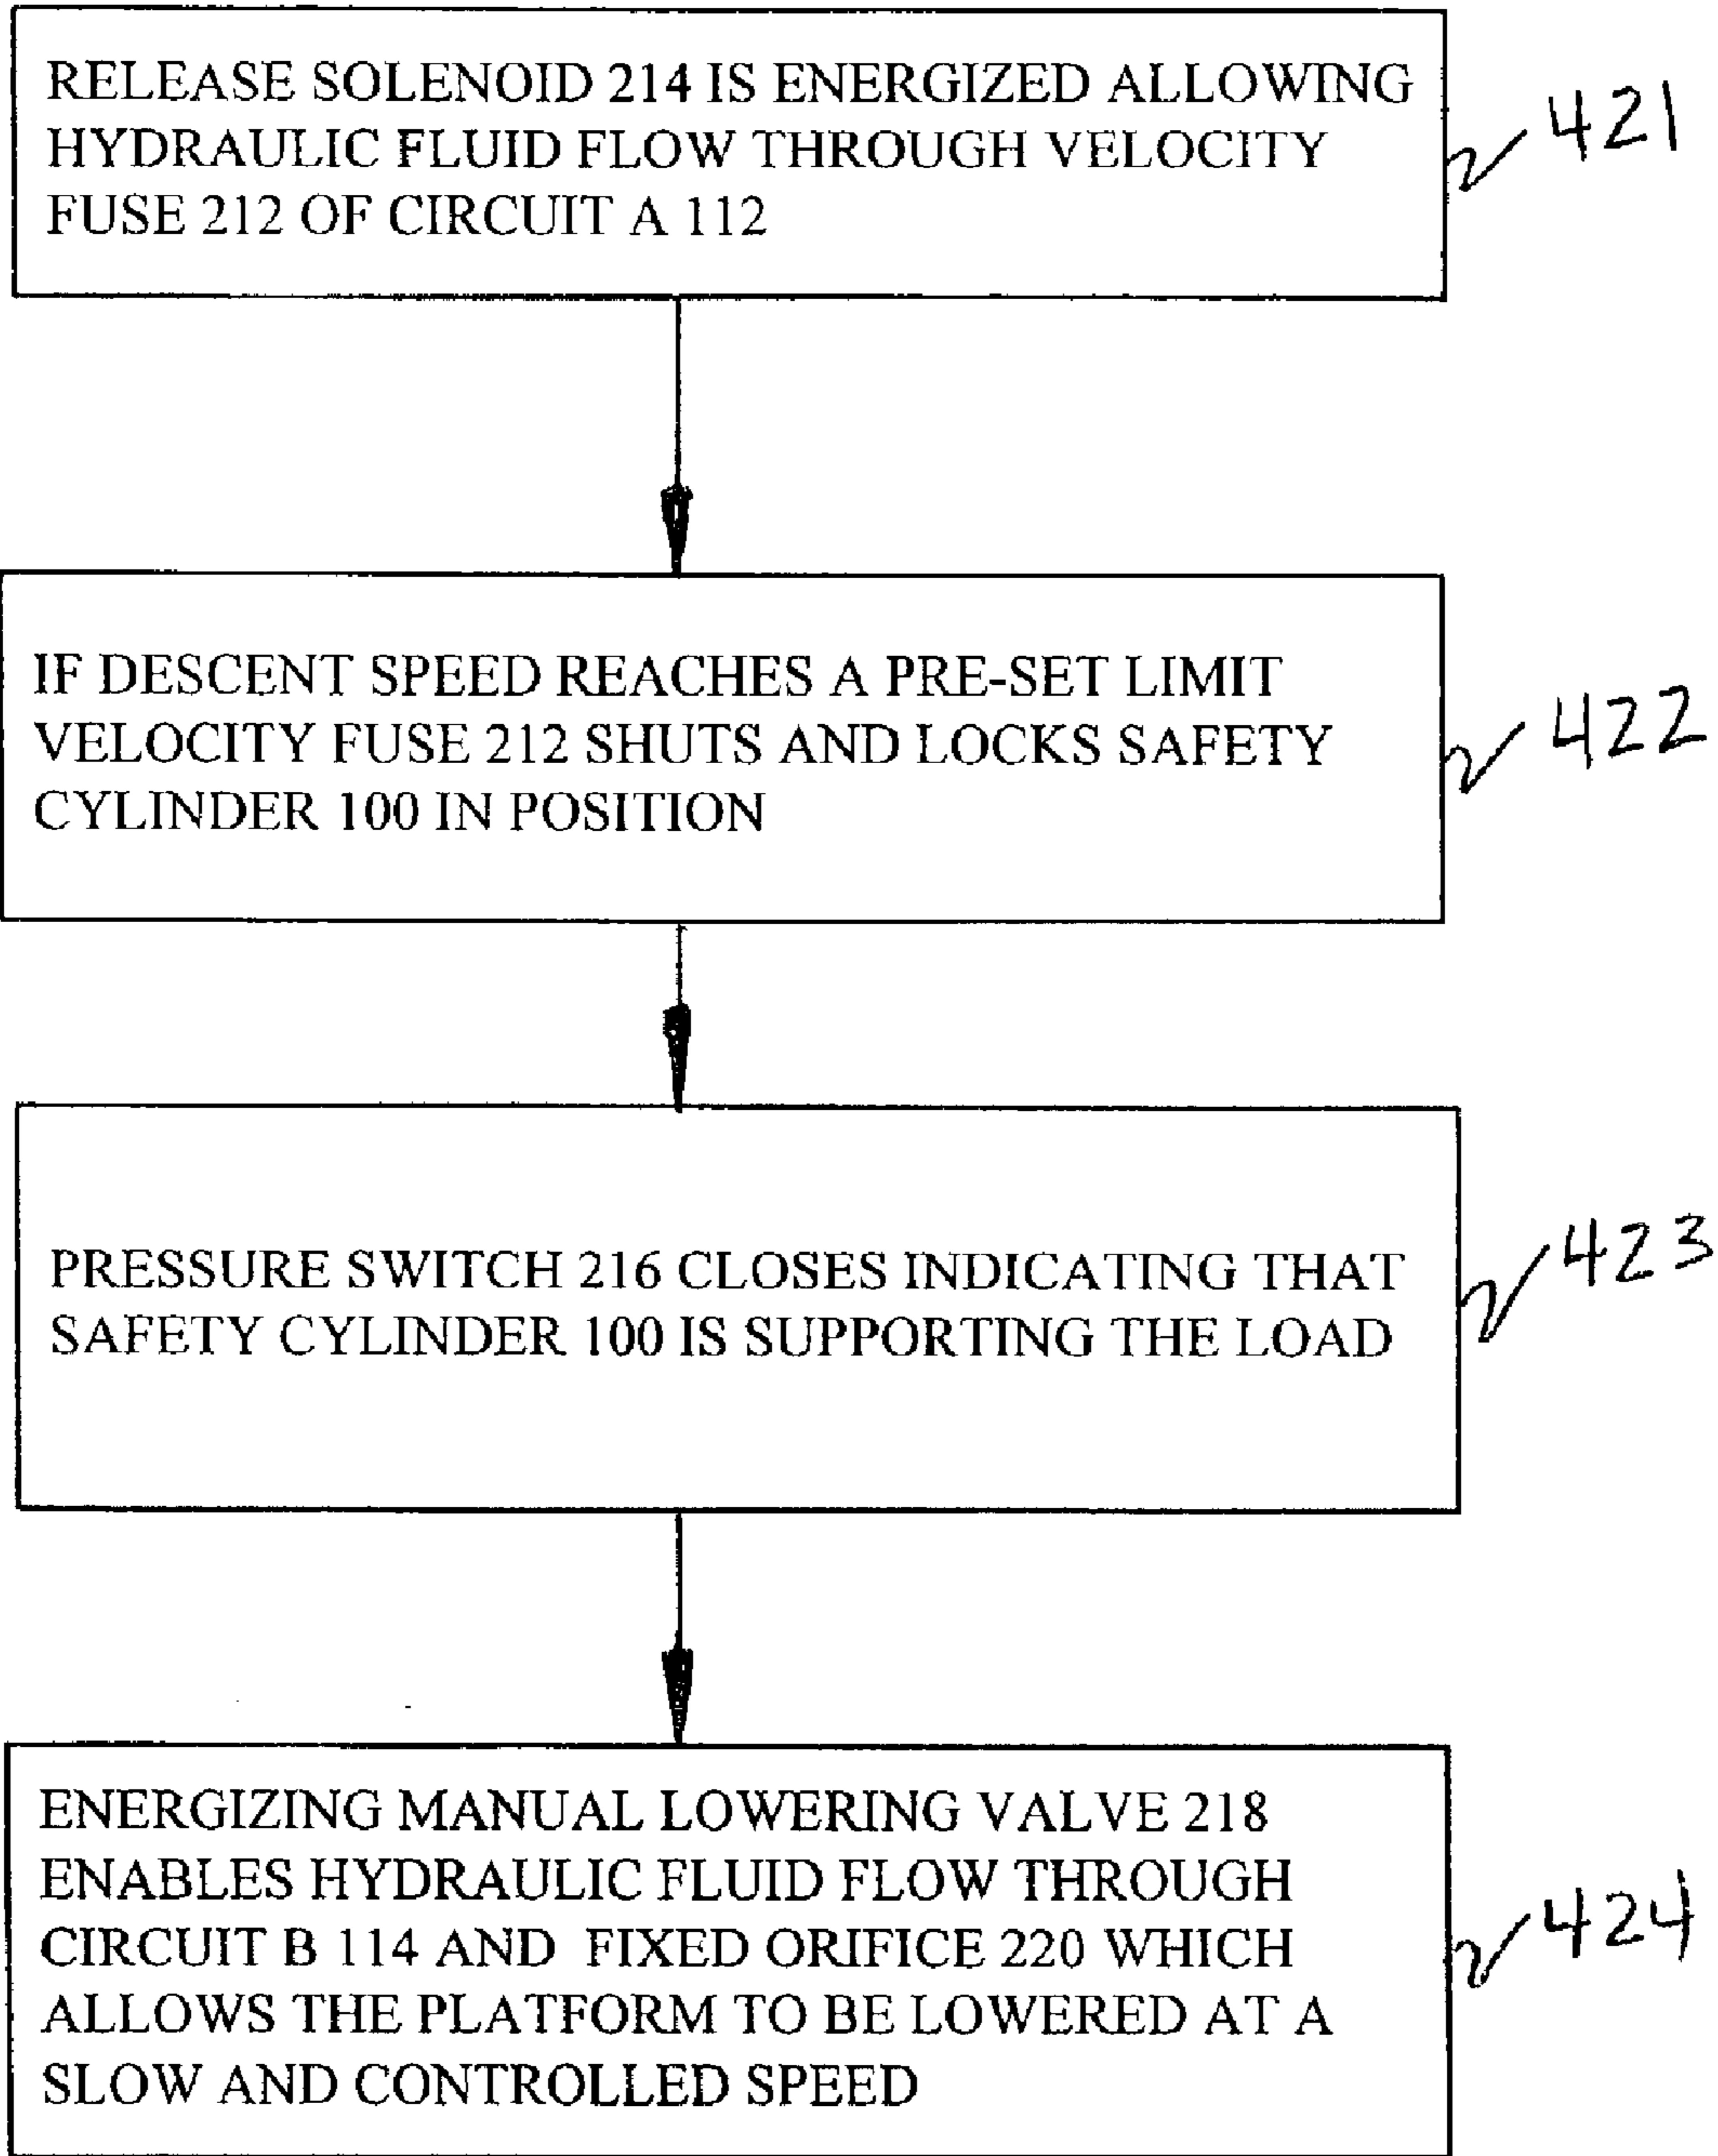 RELEASE SOLENOID 214 IS ENERGIZED ALLOWING
HYDRAULIC FLUID FLOW THROUGH VELOCITY
FUSE 212 OF CIRCUIT A 112
421
IF DESCENT SPEED REACHES A PRE-SET LIMIT
VELOCITY FUSE 212 SHUTS AND LOCKS SAFETY
CYLINDER 100 IN POSITION
422
PRESSURE SWITCH 216 CLOSES INDICATING THAT
SAFETY CYLINDER 100 IS SUPPORTING THE LOAD
423
ENERGIZING MANUAL LOWERING VALVE 218
ENABLES HYDRAULIC FLUID FLOW THROUGH
CIRCUIT B 114 AND FIXED ORIFICE 220 WHICH
ALLOWS THE PLATFORM TO BE LOWERED AT A
SLOW AND CONTROLLED SPEED
424